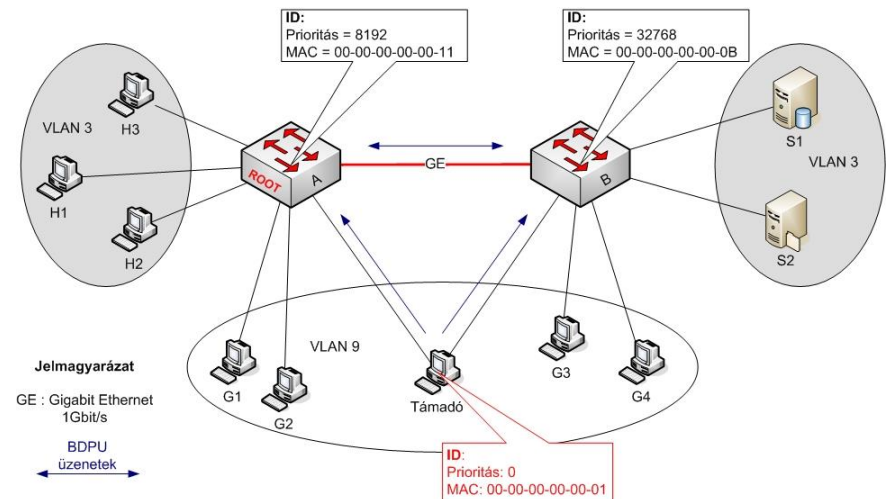 ID:
Prioritás = 8192
MAC = 00-00-00-00-00-11
ID:
Prioritás = 32768
MAC = 00-00-00-00-00-0B
VLAN 3
H3
H1
H2
ROOT
A
GE
B
S1
VLAN 3
S2
VLAN 9
G1
G2
Támadó
G3
G4
Jelmagyarázat
GE : Gigabit Ethernet
1Gbit/s
BDPU
üzenetek
ID:
Prioritás: 0
MAC: 00-00-00-00-00-01